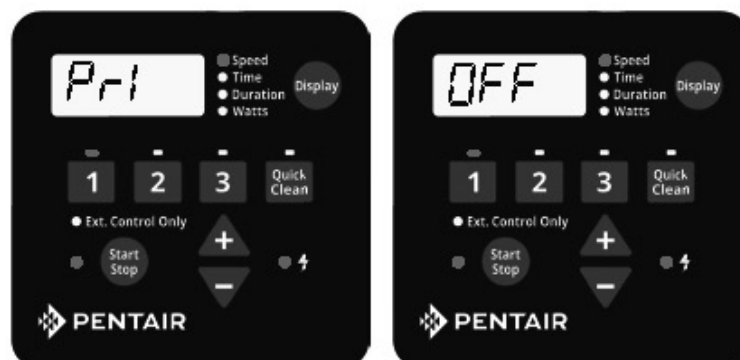 PrI
Speed
Time
Duration
Watts
Display
1 2 3 Quick Clean
Ext. Control Only
Start Stop
+
−
PENTAIR
OFF
Speed
Time
Duration
Watts
Display
1 2 3 Quick Clean
Ext. Control Only
Start Stop
+
−
PENTAIR